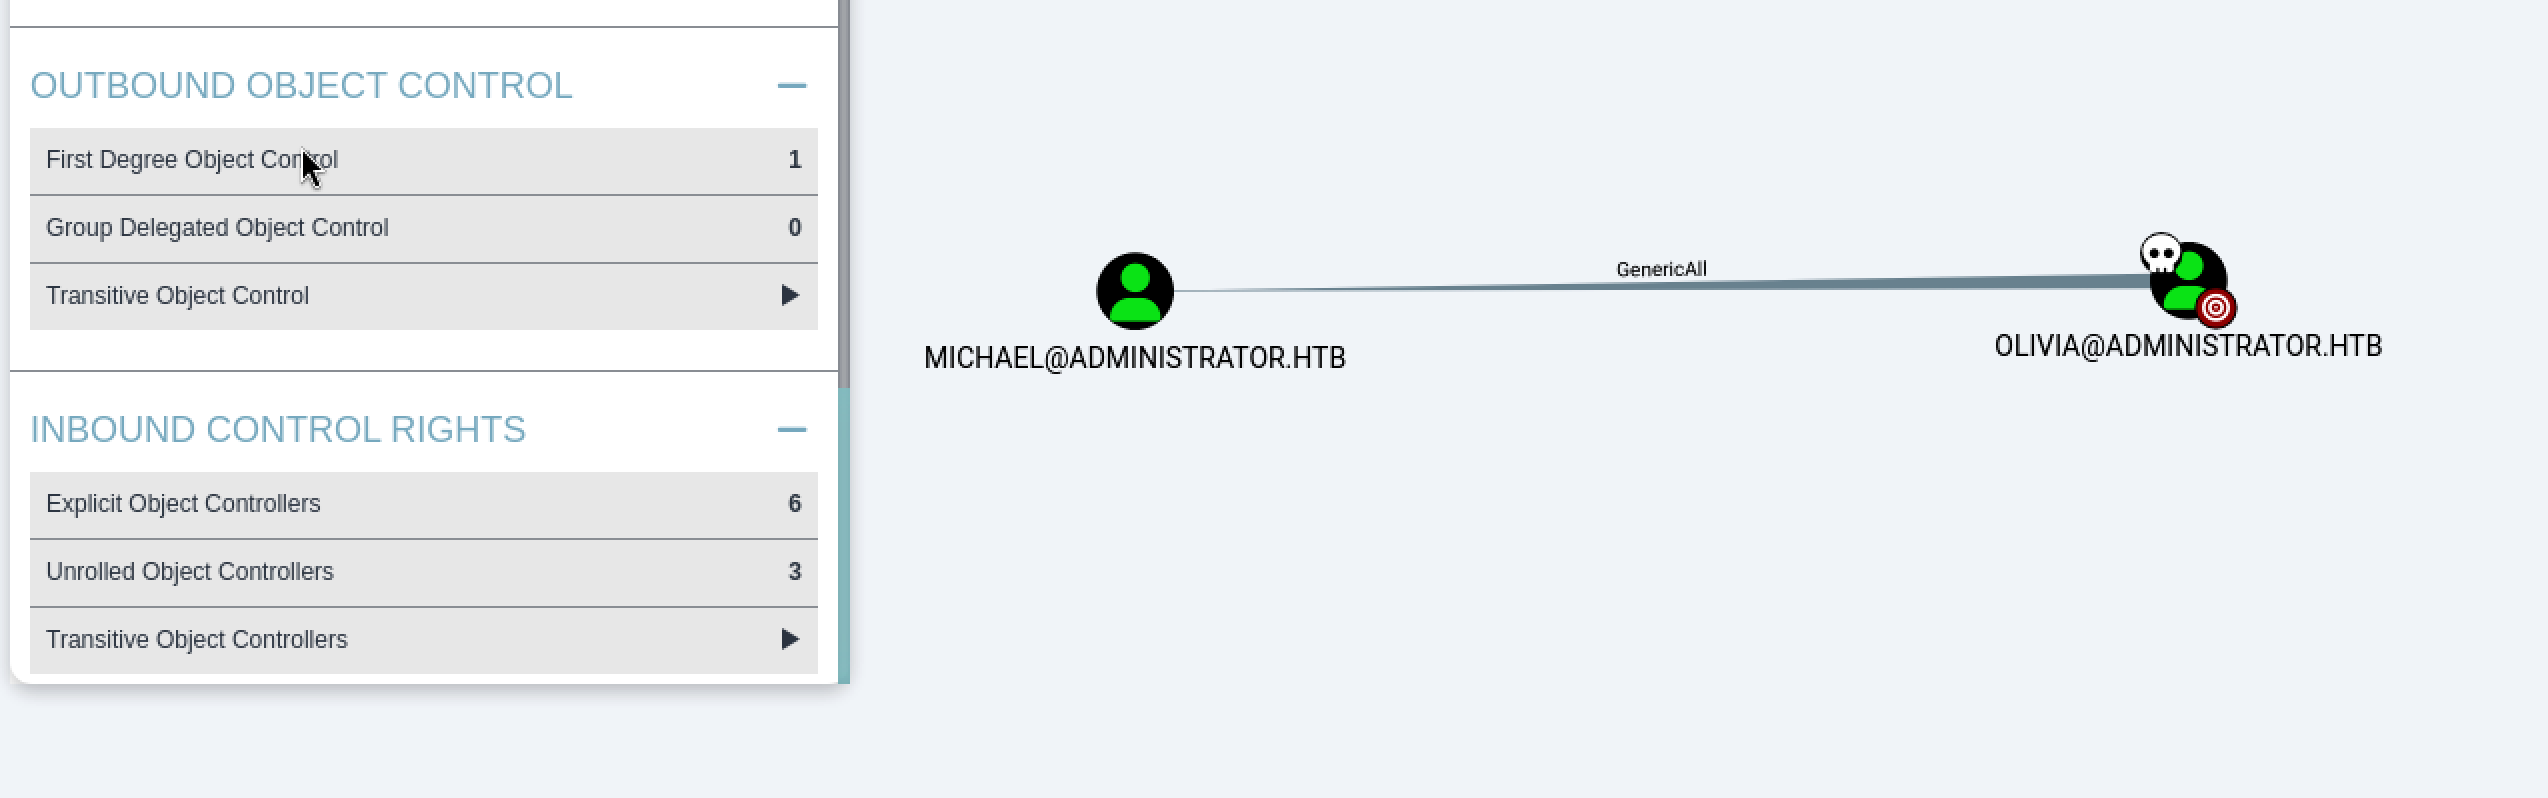 OUTBOUND OBJECT CONTROL
First Degree Object Control 1
Group Delegated Object Control 0
Transitive Object Control
INBOUND CONTROL RIGHTS
Explicit Object Controllers 6
Unrolled Object Controllers 3
Transitive Object Controllers
GenericAll
MICHAEL@ADMINISTRATOR.HTB
OLIVIA@ADMINISTRATOR.HTB